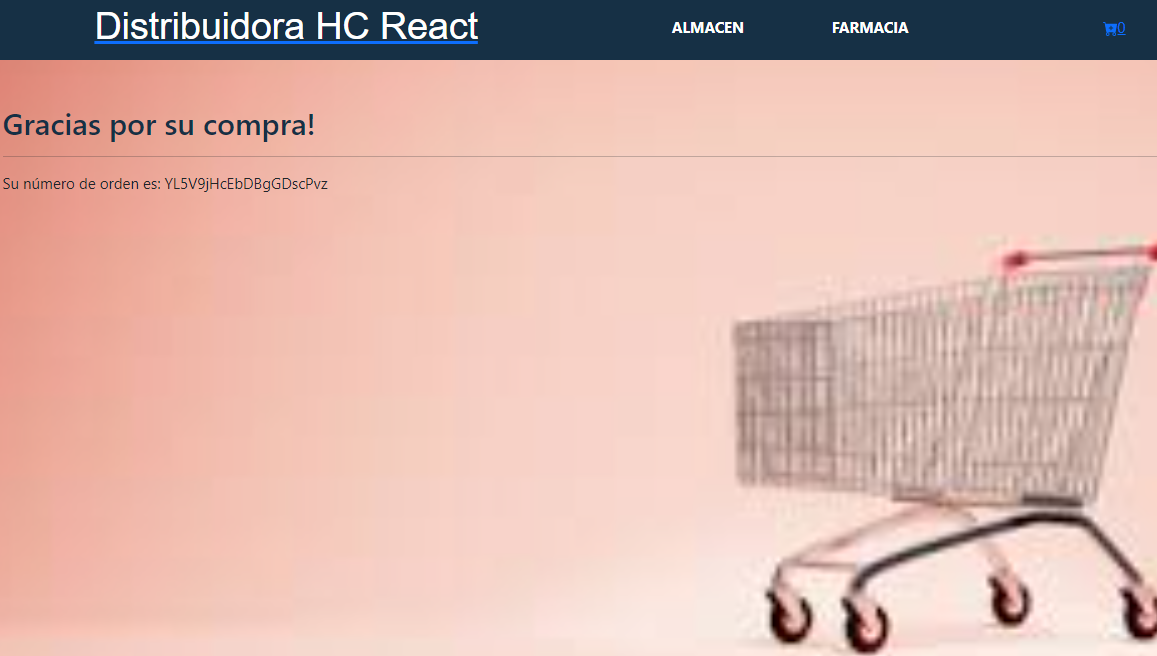 Distribuidora HC React
ALMACEN
FARMACIA
0
Gracias por su compra!
Su número de orden es: YL5V9jHcEbDBgGDscPvz